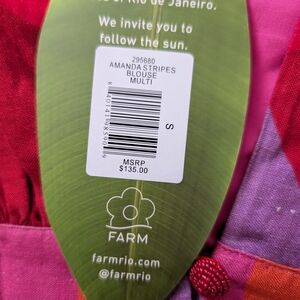 of Rio de Janeiro.
We invite you to
follow the sun.
295680
AMANDA STRIPES
BLOUSE
MULTI
S
MSRP
$135.00
FARM
farmrio.com
@farmrio